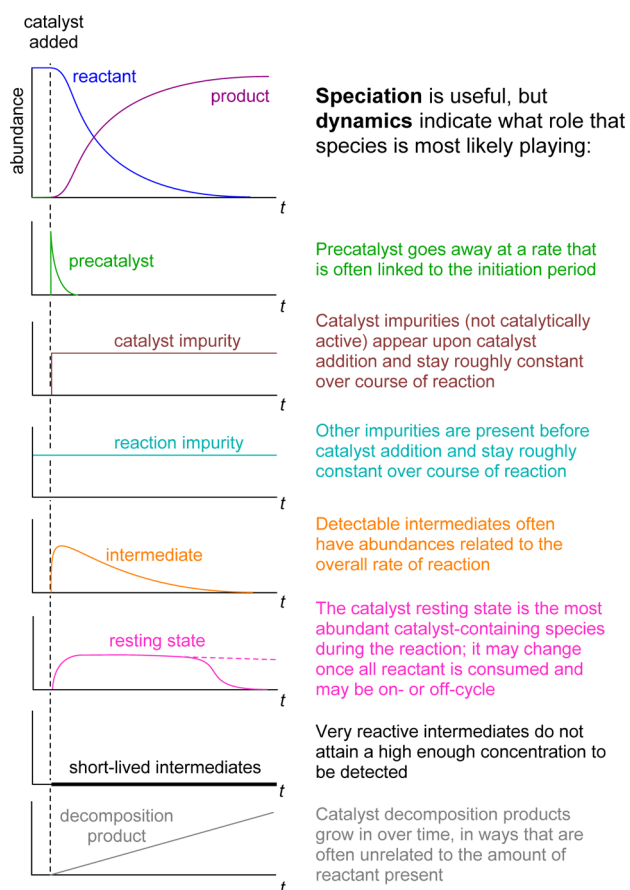 catalyst
added
abundance
reactant
product
t
Speciation is useful, but
dynamics indicate what role that
species is most likely playing:
precatalyst
t
Precatalyst goes away at a rate that
is often linked to the initiation period
catalyst impurity
t
Catalyst impurities (not catalytically
active) appear upon catalyst
addition and stay roughly constant
over course of reaction
reaction impurity
t
Other impurities are present before
catalyst addition and stay roughly
constant over course of reaction
intermediate
t
Detectable intermediates often
have abundances related to the
overall rate of reaction
resting state
t
The catalyst resting state is the most
abundant catalyst-containing species
during the reaction; it may change
once all reactant is consumed and
may be on- or off-cycle
short-lived intermediates
t
Very reactive intermediates do not
attain a high enough concentration to
be detected
decomposition
product
t
Catalyst decomposition products
grow in over time, in ways that are
often unrelated to the amount of
reactant present